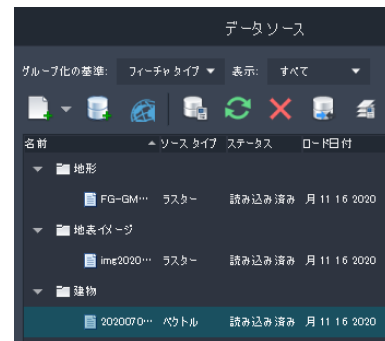 データ ソース
グループ化の基準: フィーチャ タイプ 表示: すべて
名前 ソース タイプ ステータス ロード日付
地形
FG-GM… ラスター 読み込み済み 月 11 16 2020
地表イメージ
img2020… ラスター 読み込み済み 月 11 16 2020
建物
2020070… ベクトル 読み込み済み 月 11 16 2020